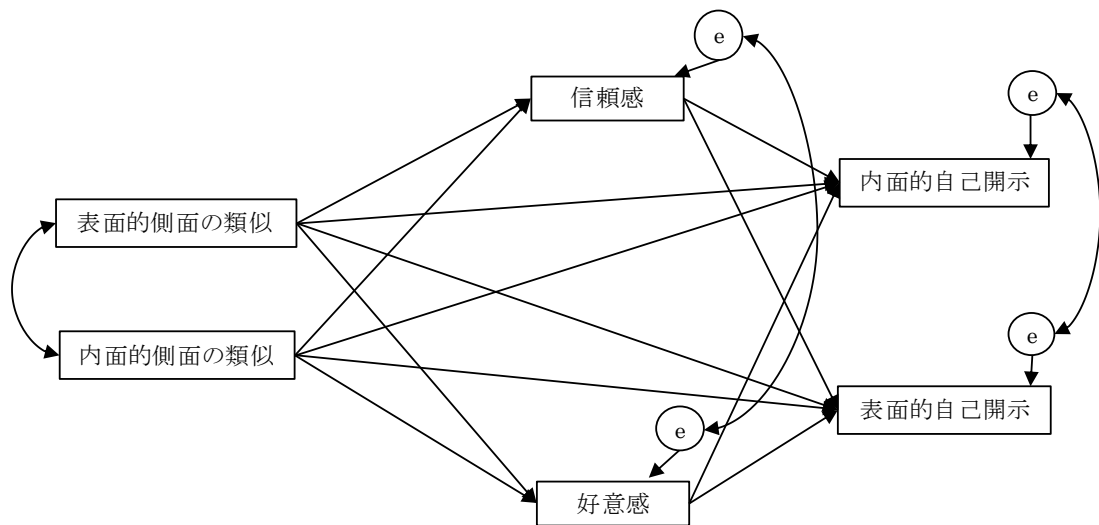 e
信頼感
e
内面的自己開示
表面的側面の類似
内面的側面の類似
e
表面的自己開示
e
好意感